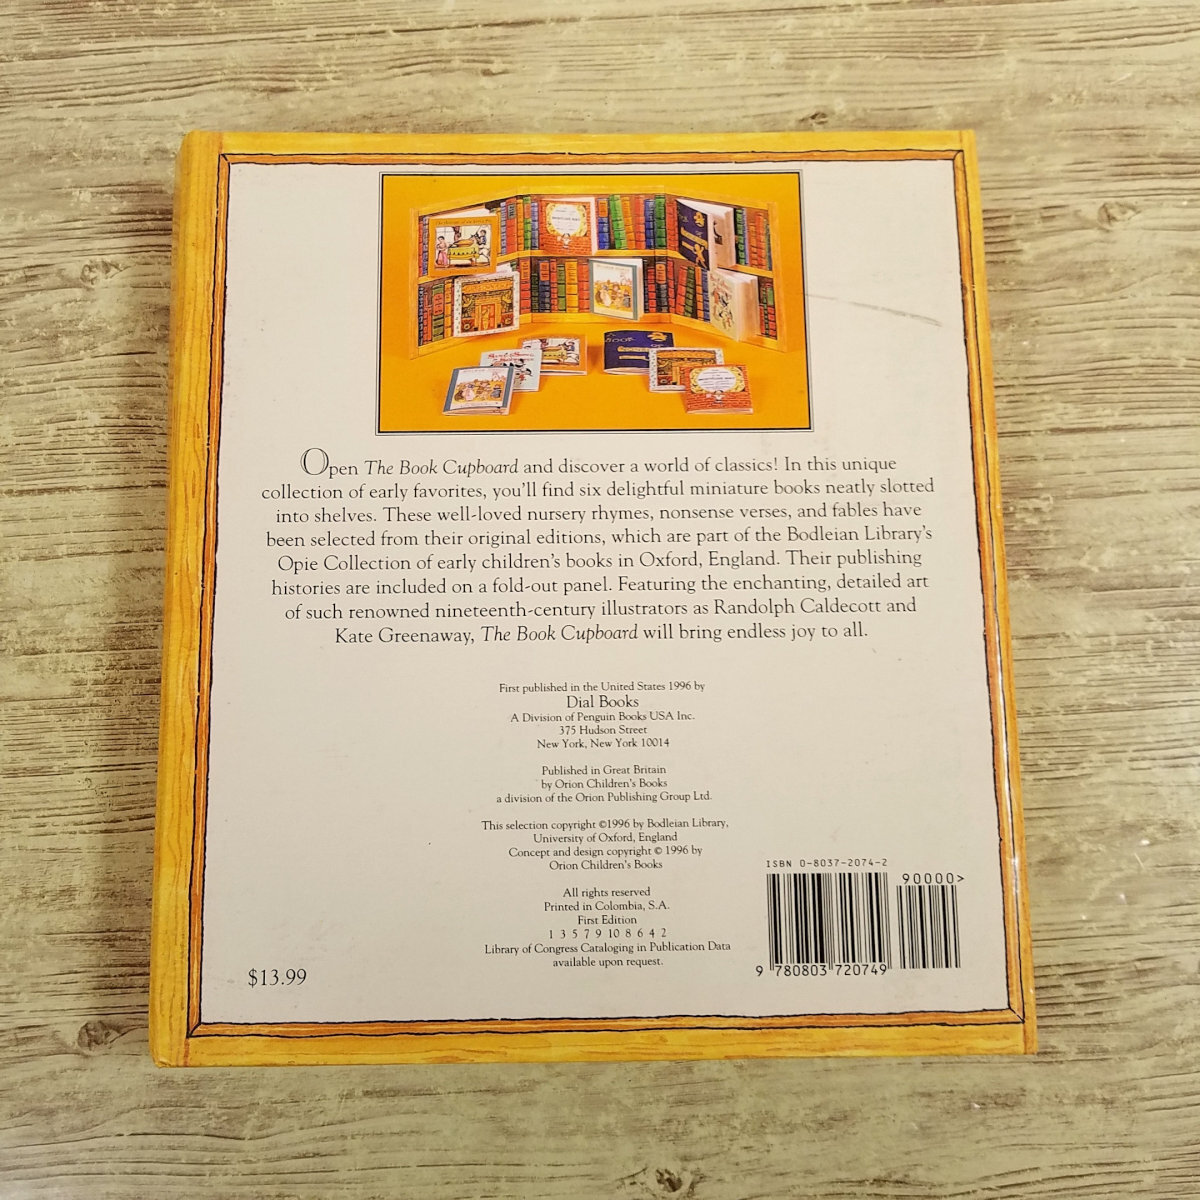 Open The Book Cupboard and discover a world of classics! In this unique
collection of early favorites, you'll find six delightful miniature books neatly slotted
into shelves. These well-loved nursery rhymes, nonsense verses, and fables have
been selected from their original editions, which are part of the Bodleian Library's
Opie Collection of early children's books in Oxford, England. Their publishing
histories are included on a fold-out panel. Featuring the enchanting, detailed art
of such renowned nineteenth-century illustrators as Randolph Caldecott and
Kate Greenaway, The Book Cupboard will bring endless joy to all.
First published in the United States 1996 by
Dial Books
A Division of Penguin Books USA Inc.
375 Hudson Street
New York, New York 10014
Published in Great Britain
by Orion Children's Books
a division of the Orion Publishing Group Ltd.
This selection copyright ©1996 by Bodleian Library,
University of Oxford, England
Concept and design copyright © 1996 by
Orion Children's Books
All rights reserved
Printed in Colombia, S.A.
First Edition
1 3 5 7 9 10 8 6 4 2
Library of Congress Cataloging in Publication Data
available upon request.
$13.99
ISBN 0-8037-2074-2
90000>
9 780803 720749